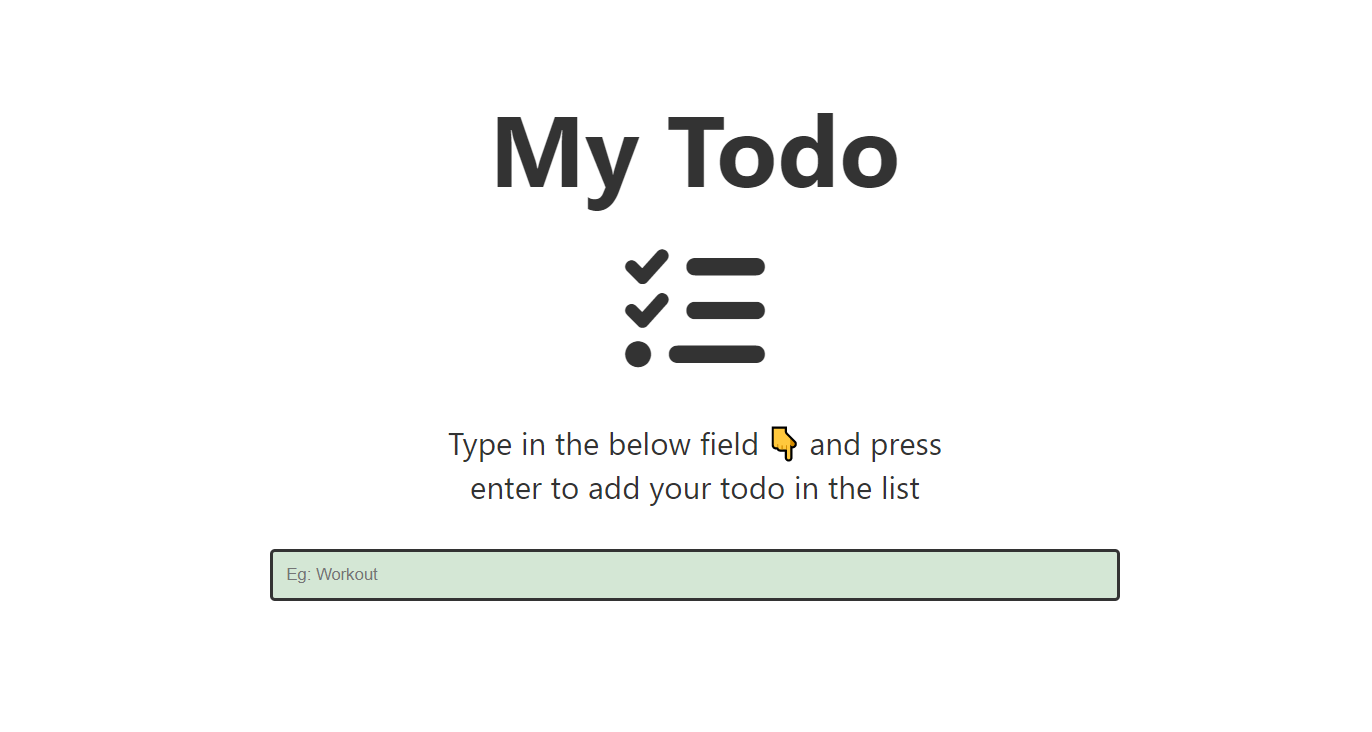 My Todo
Type in the below field 👇 and press
enter to add your todo in the list
Eg: Workout